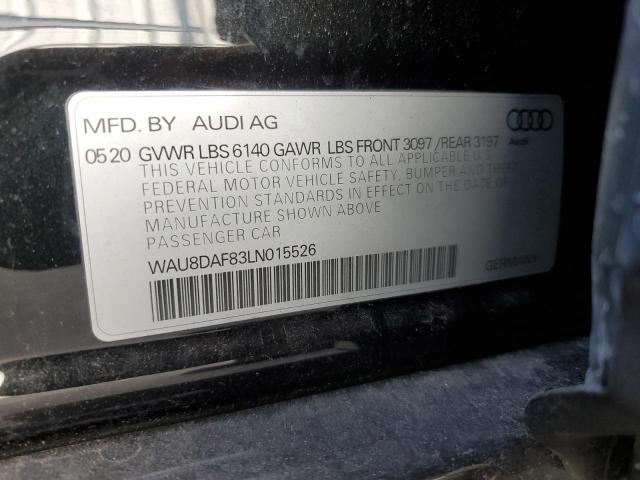 MFD. BY AUDI AG
Audi
0520 GVWR LBS 6140 GAWR LBS FRONT 3097 /REAR 3197
THIS VEHICLE CONFORMS TO ALL APPLICABLE U.S.
FEDERAL MOTOR VEHICLE SAFETY, BUMPER AND THEFT
PREVENTION STANDARDS IN EFFECT ON THE DATE OF
MANUFACTURE SHOWN ABOVE
PASSENGER CAR
WAU8DAF83LN015526
GERMANY